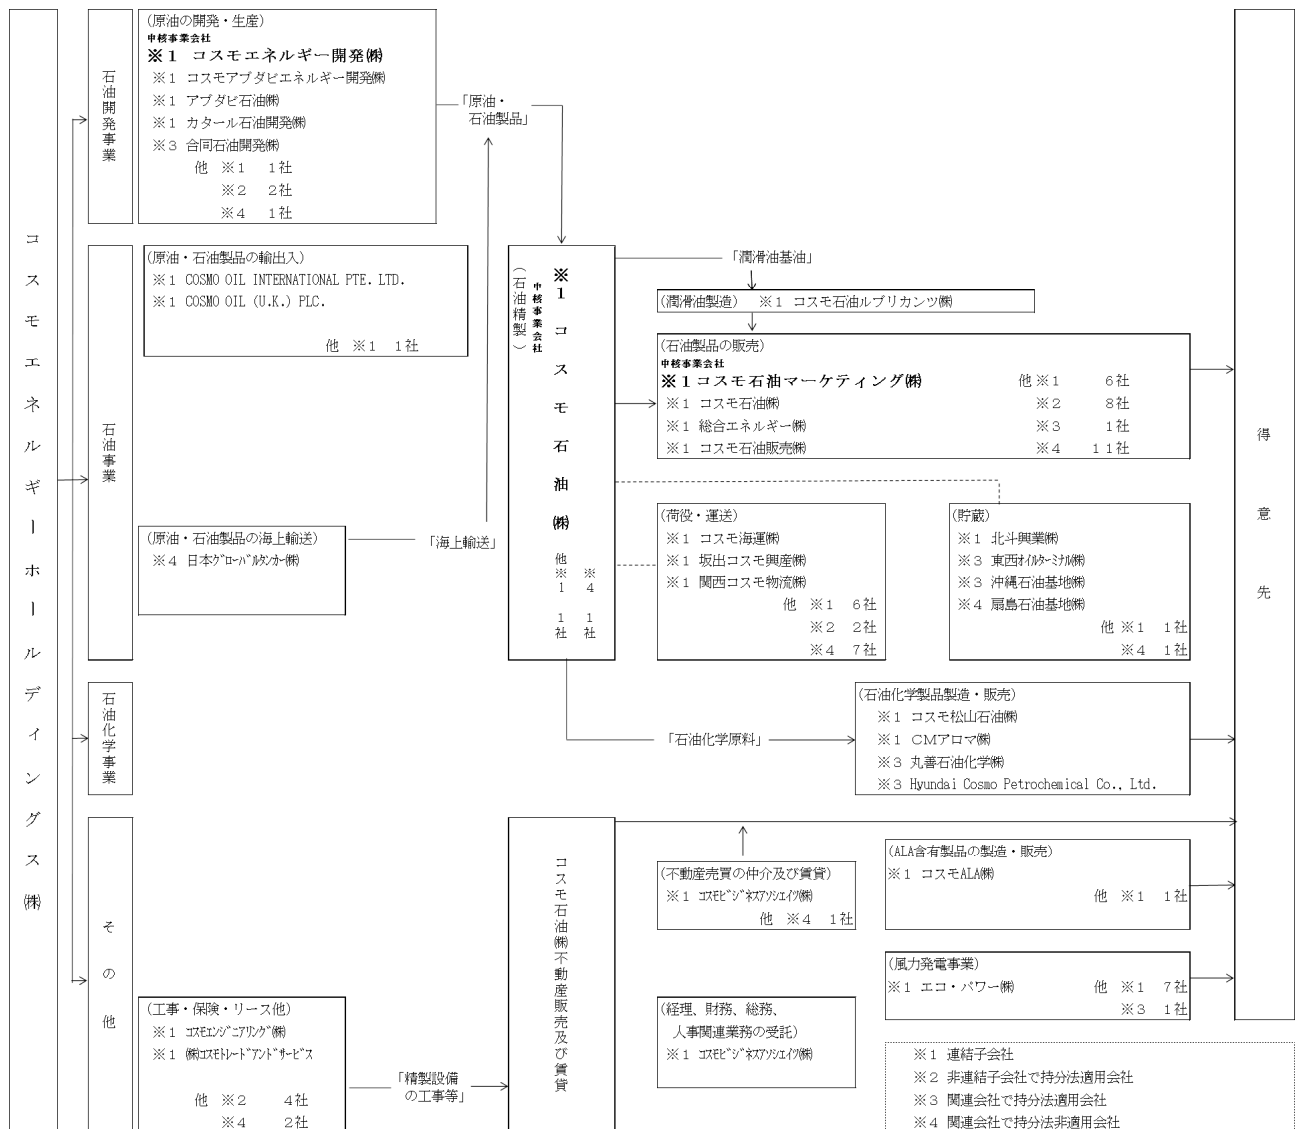 コスモエネルギーホールディングス㈱
石油開発事業
(原油の開発・生産)
中核事業会社
※1 コスモエネルギー開発㈱
※1 コスモアブダビエネルギー開発㈱
※1 アブダビ石油㈱
※1 カタール石油開発㈱
※3 合同石油開発㈱
他 ※1 1社
※2 2社
※4 1社
「原油・
石油製品」
石油事業
(原油・石油製品の輸出入)
※1 COSMO OIL INTERNATIONAL PTE. LTD.
※1 COSMO OIL (U.K.) PLC.
他 ※1 1社
(原油・石油製品の海上輸送)
※4 日本グローバルタンカー㈱
「海上輸送」
(石油精製)
中核事業会社
※1 コスモ石油㈱
他※1 1社
※4 1社
「潤滑油基油」
(潤滑油製造) ※1 コスモ石油ルブリカンツ㈱
(石油製品の販売)
中核事業会社
※1コスモ石油マーケティング㈱ 他※1 6社
※1 コスモ石油㈱ ※2 8社
※1 総合エネルギー㈱ ※3 1社
※1 コスモ石油販売㈱ ※4 11社
(荷役・運送)
※1 コスモ海運㈱
※1 坂出コスモ興産㈱
※1 関西コスモ物流㈱
他 ※1 6社
※2 2社
※4 7社
(貯蔵)
※1 北斗興業㈱
※3 東西オイルターミナル㈱
※3 沖縄石油基地㈱
※4 扇島石油基地㈱
他 ※1 1社
※4 1社
得意先
石油化学事業
「石油化学原料」
(石油化学製品製造・販売)
※1 コスモ松山石油㈱
※1 CMアロマ㈱
※3 丸善石油化学㈱
※3 Hyundai Cosmo Petrochemical Co., Ltd.
その他
(工事・保険・リース他)
※1 コスモエンジニアリング㈱
※1 ㈱コスモトレードアンドサービス
他 ※2 4社
※4 2社
「精製設備
の工事等」
コスモ石油㈱不動産販売及び賃貸
(不動産売買の仲介及び賃貸)
※1 コスモビジネスアソシエイツ㈱
他 ※4 1社
(経理、財務、総務、
人事関連業務の受託)
※1 コスモビジネスアソシエイツ㈱
(ALA含有製品の製造・販売)
※1 コスモALA㈱
他 ※1 1社
(風力発電事業)
※1 エコ・パワー㈱ 他 ※1 7社
※3 1社
※1 連結子会社
※2 非連結子会社で持分法適用会社
※3 関連会社で持分法適用会社
※4 関連会社で持分法非適用会社